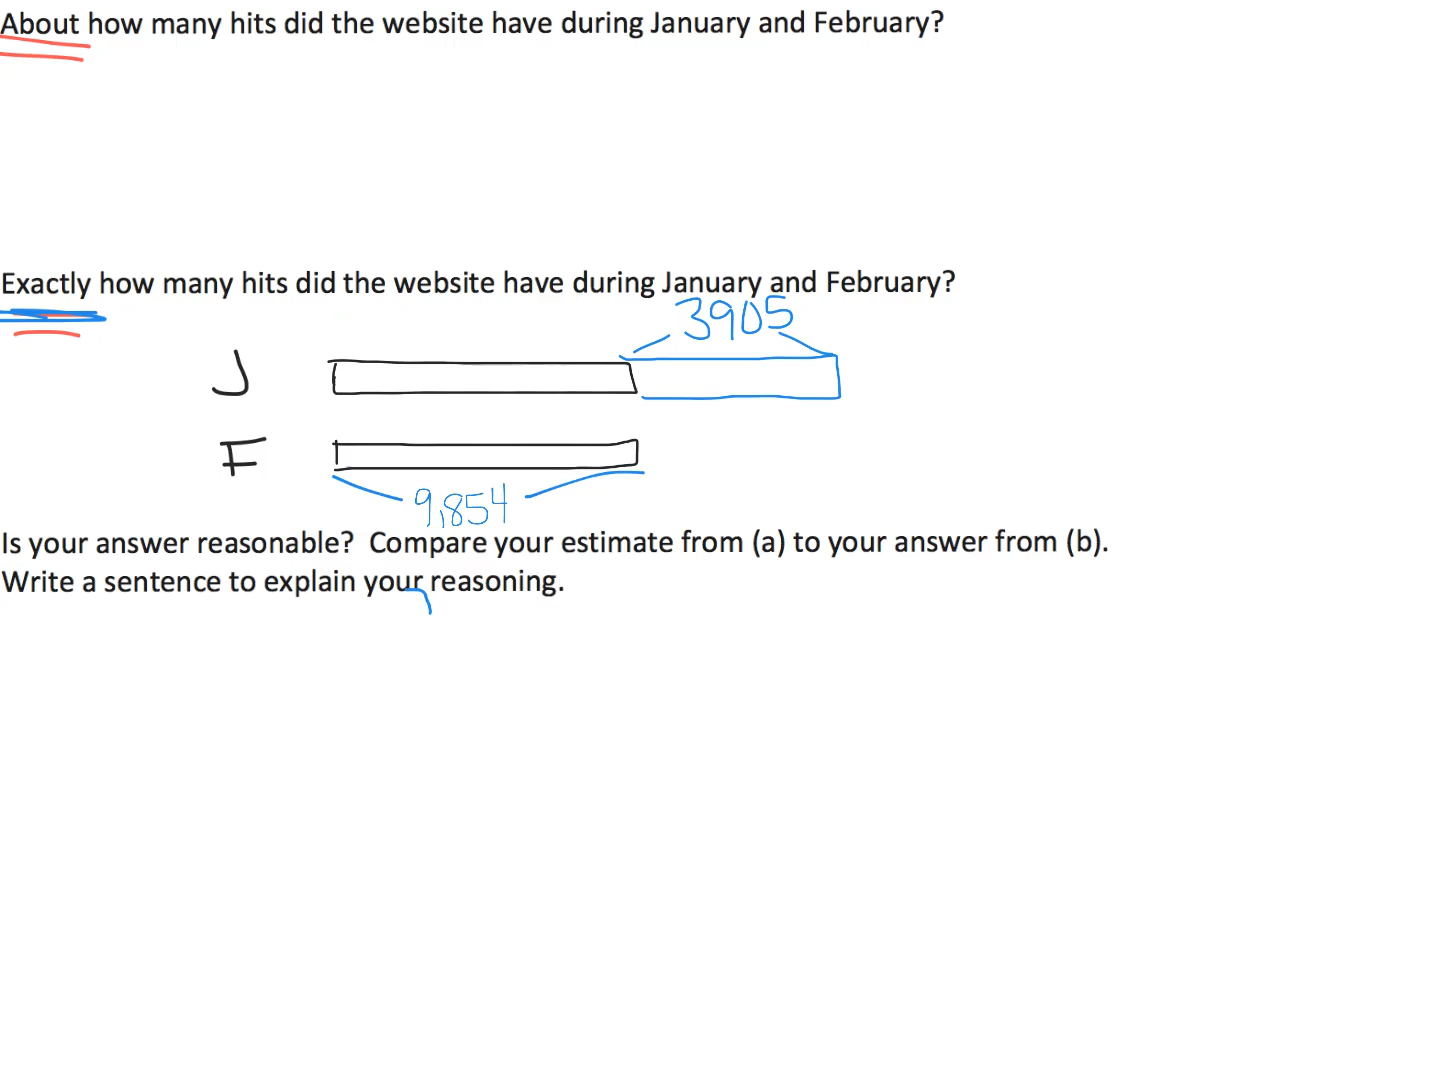 About how many hits did the website have during January and February?
Exactly how many hits did the website have during January and February?
3905
J
F
9,854
Is your answer reasonable? Compare your estimate from (a) to your answer from (b).
Write a sentence to explain your reasoning.